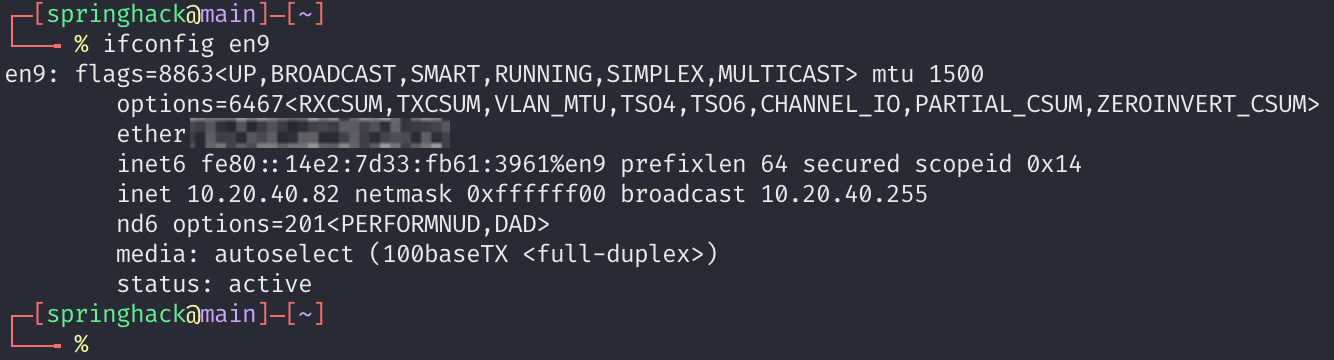 ┌─[springhack@main]─[~]
└─── % ifconfig en9
en9: flags=8863<UP,BROADCAST,SMART,RUNNING,SIMPLEX,MULTICAST> mtu 1500
options=6467<RXCSUM,TXCSUM,VLAN_MTU,TSO4,TSO6,CHANNEL_IO,PARTIAL_CSUM,ZEROINVERT_CSUM>
ether
inet6 fe80::14e2:7d33:fb61:3961%en9 prefixlen 64 secured scopeid 0x14
inet 10.20.40.82 netmask 0xffffff00 broadcast 10.20.40.255
nd6 options=201<PERFORMNUD,DAD>
media: autoselect (100baseTX <full-duplex>)
status: active
┌─[springhack@main]─[~]
└─── %